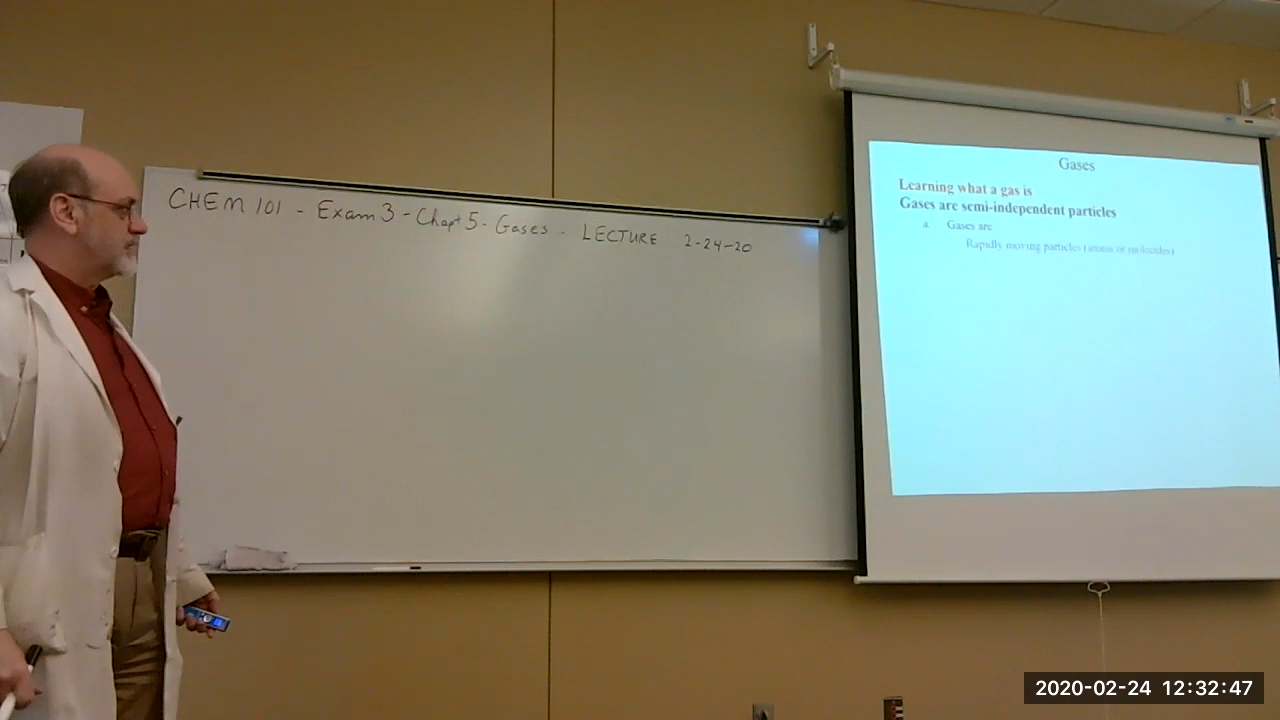 CHEM 101 - Exam 3 - Chapt 5 - Gases - LECTURE 2-24-20
Gases
Learning what a gas is
Gases are semi-independent particles
a. Gases are
Rapidly moving particles (atoms or molecules)
2020-02-24 12:32:47